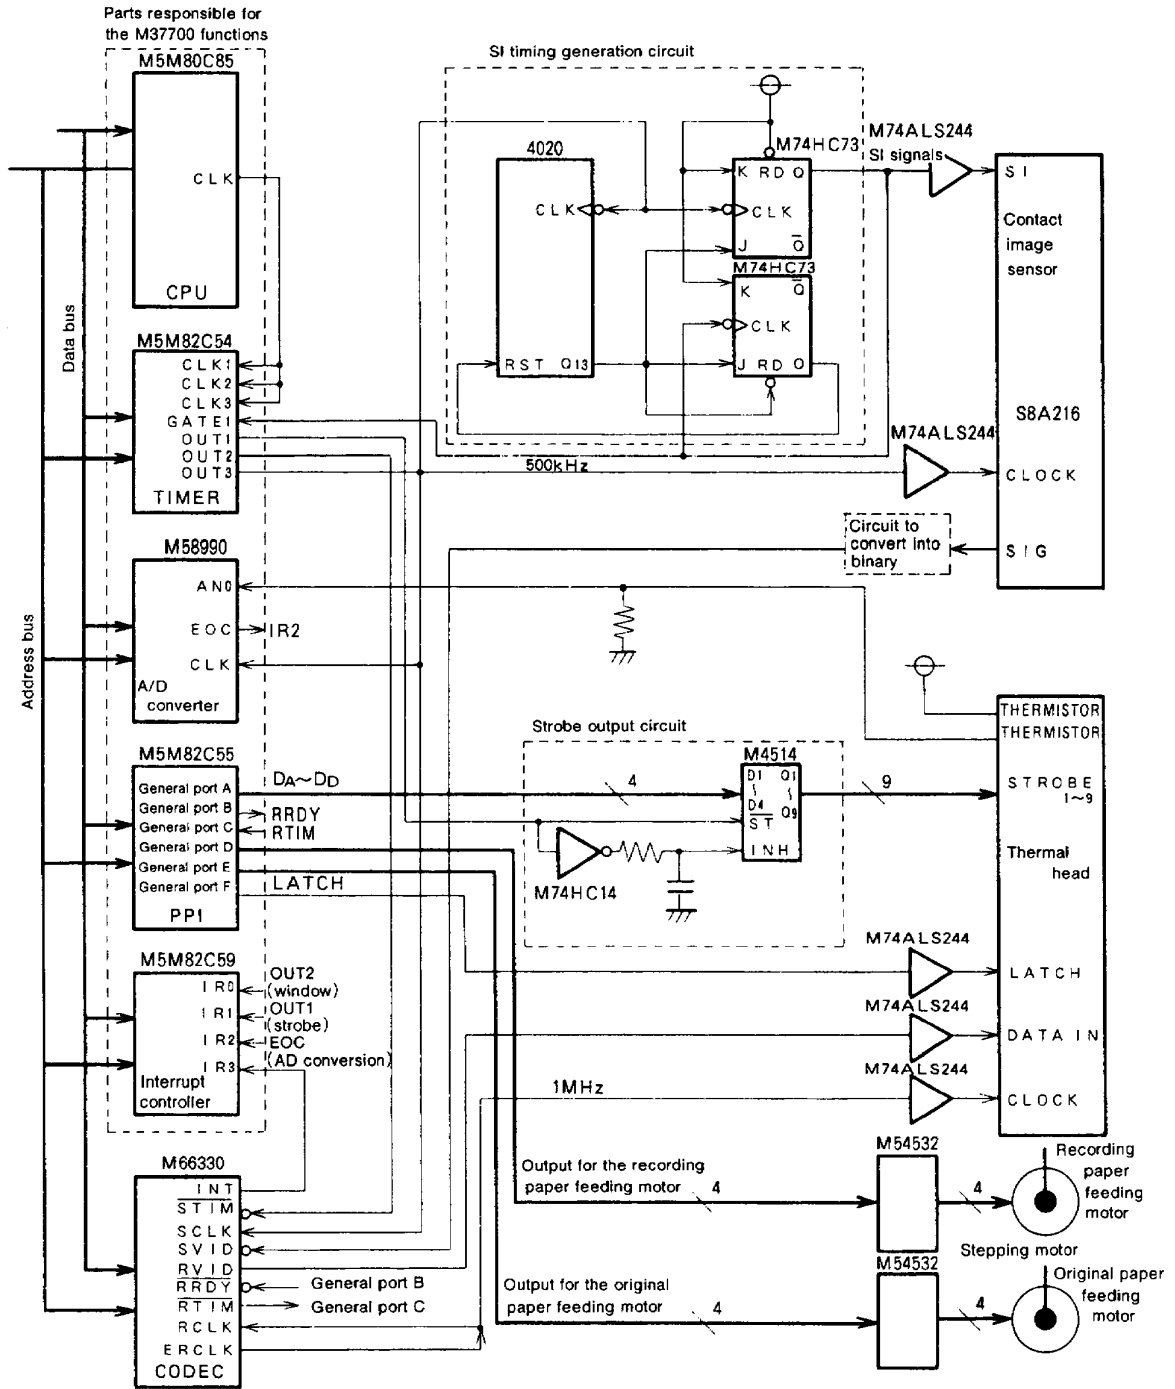 Parts responsible for
the M37700 functions
M5M80C85
CLK
CPU
Data bus
Address bus
M5M82C54
CLK1
CLK2
CLK3
GATE1
OUT1
OUT2
OUT3
TIMER
M58990
AN0
EOC
IR2
CLK
A/D
converter
M5M82C55
General port A
General port B
General port C
General port D
General port E
General port F
PPI
DA~DD
RRDY
RTIM
LATCH
M5M82C59
IR0
IR1
IR2
IR3
Interrupt
controller
OUT2
(window)
OUT1
(strobe)
EOC
(AD conversion)
M66330
INT
STIM
SCLK
SVID
RVID
RRDY
RTIM
RCLK
ERCLK
CODEC
General port B
General port C
SI timing generation circuit
4020
CLK
RST Q13
M74HC73
K RD Q
CLK
J Q
M74HC73
K Q
CLK
J RD Q
500kHz
M74ALS244
SI signals
M74ALS244
SI
Contact
image
sensor
S8A216
CLOCK
SIG
Circuit to
convert into
binary
Strobe output circuit
4
M4514
D1 Q1
D4 Q9
ST
INH
M74HC14
9
THERMISTOR
THERMISTOR
STROBE
1~9
Thermal
head
LATCH
DATA IN
CLOCK
M74ALS244
M74ALS244
M74ALS244
1MHz
Output for the recording
paper feeding motor
4
M54532
4
Recording
paper
feeding
motor
Stepping motor
Output for the original
paper feeding motor
4
M54532
4
Original paper
feeding
motor